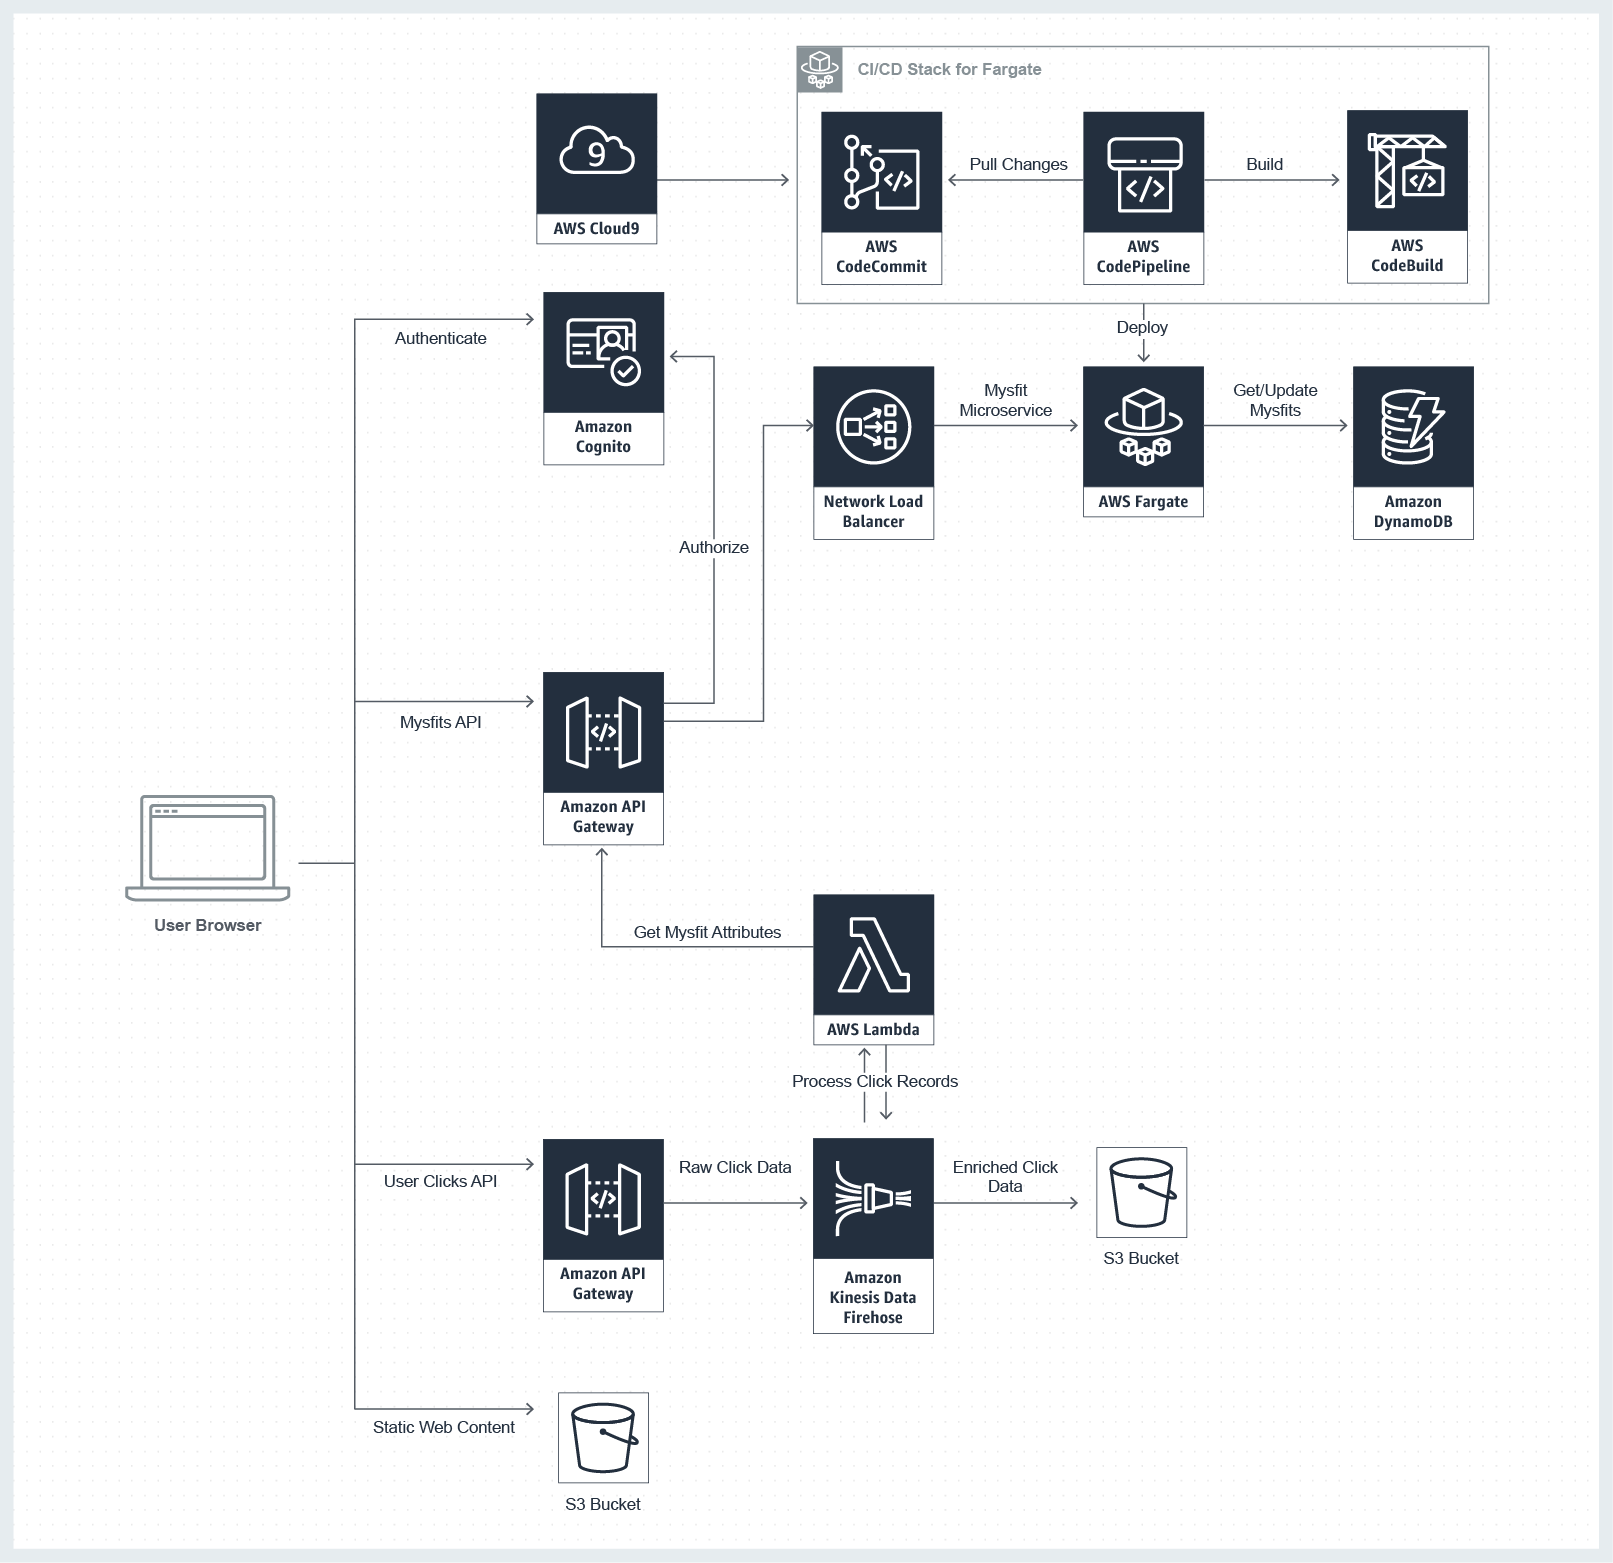 CI/CD Stack for Fargate
9
AWS Cloud9
Pull Changes
Build
AWS
CodeCommit
AWS
CodePipeline
AWS
CodeBuild
Deploy
Authenticate
Amazon
Cognito
Mysfit
Microservice
Get/Update
Mysfits
Network Load
Balancer
AWS Fargate
Amazon
DynamoDB
Authorize
Mysfits API
Amazon API
Gateway
User Browser
Get Mysfit Attributes
AWS Lambda
Process Click Records
User Clicks API
Raw Click Data
Enriched Click
Data
Amazon API
Gateway
Amazon
Kinesis Data
Firehose
S3 Bucket
Static Web Content
S3 Bucket